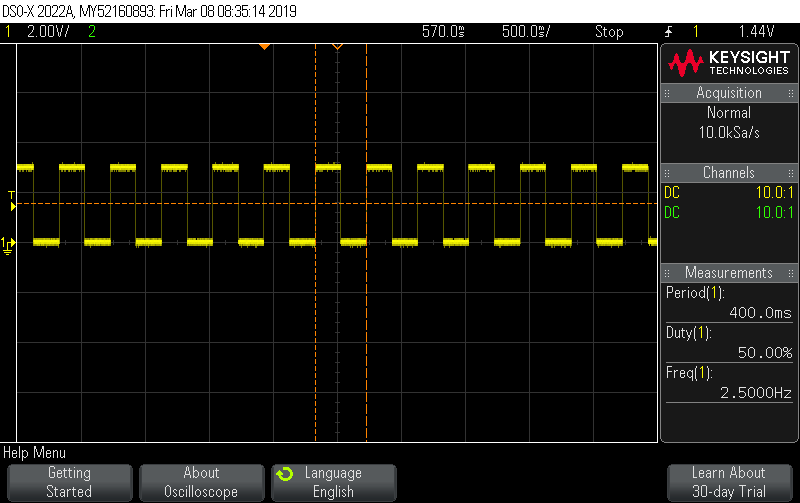 DSO-X 2022A, MY52160893: Fri Mar 08 08:35:14 2019
1 2.00V/ 2 570.0ms 500.0ms/ Stop 1 1.44V
KEYSIGHT
TECHNOLOGIES
Acquisition
Normal
10.0kSa/s
Channels
DC 10.0:1
DC 10.0:1
T
1
Measurements
Period(1):
400.0ms
Duty(1):
50.00%
Freq(1):
2.5000Hz
Help Menu
Getting
Started
About
Oscilloscope
Language
English
Learn About
30-day Trial